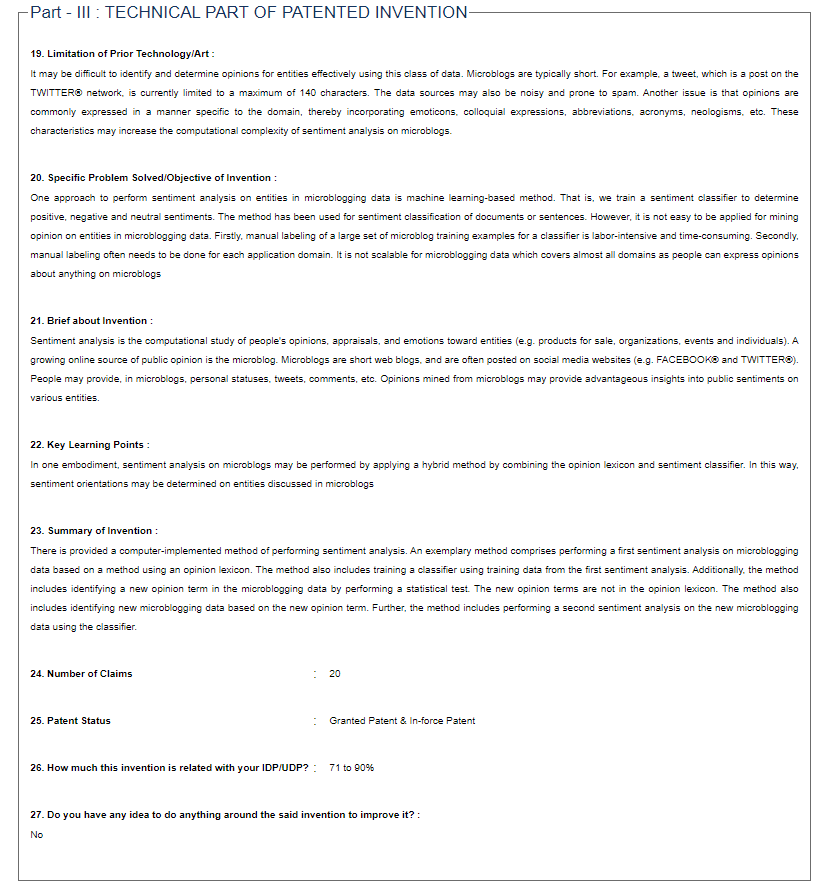 Part - III : TECHNICAL PART OF PATENTED INVENTION
19. Limitation of Prior Technology/Art :
It may be difficult to identify and determine opinions for entities effectively using this class of data. Microblogs are typically short. For example, a tweet, which is a post on the
TWITTER® network, is currently limited to a maximum of 140 characters. The data sources may also be noisy and prone to spam. Another issue is that opinions are
commonly expressed in a manner specific to the domain, thereby incorporating emoticons, colloquial expressions, abbreviations, acronyms, neologisms, etc. These
characteristics may increase the computational complexity of sentiment analysis on microblogs.
20. Specific Problem Solved/Objective of Invention :
One approach to perform sentiment analysis on entities in microblogging data is machine learning-based method. That is, we train a sentiment classifier to determine
positive, negative and neutral sentiments. The method has been used for sentiment classification of documents or sentences. However, it is not easy to be applied for mining
opinion on entities in microblogging data. Firstly, manual labeling of a large set of microblog training examples for a classifier is labor-intensive and time-consuming. Secondly,
manual labeling often needs to be done for each application domain. It is not scalable for microblogging data which covers almost all domains as people can express opinions
about anything on microblogs
21. Brief about Invention :
Sentiment analysis is the computational study of people's opinions, appraisals, and emotions toward entities (e.g. products for sale, organizations, events and individuals). A
growing online source of public opinion is the microblog. Microblogs are short web blogs, and are often posted on social media websites (e.g. FACEBOOK® and TWITTER®).
People may provide, in microblogs, personal statuses, tweets, comments, etc. Opinions mined from microblogs may provide advantageous insights into public sentiments on
various entities.
22. Key Learning Points :
In one embodiment, sentiment analysis on microblogs may be performed by applying a hybrid method by combining the opinion lexicon and sentiment classifier. In this way,
sentiment orientations may be determined on entities discussed in microblogs
23. Summary of Invention :
There is provided a computer-implemented method of performing sentiment analysis. An exemplary method comprises performing a first sentiment analysis on microblogging
data based on a method using an opinion lexicon. The method also includes training a classifier using training data from the first sentiment analysis. Additionally, the method
includes identifying a new opinion term in the microblogging data by performing a statistical test. The new opinion terms are not in the opinion lexicon. The method also
includes identifying new microblogging data based on the new opinion term. Further, the method includes performing a second sentiment analysis on the new microblogging
data using the classifier.
24. Number of Claims : 20
25. Patent Status : Granted Patent & In-force Patent
26. How much this invention is related with your IDP/UDP? : 71 to 90%
27. Do you have any idea to do anything around the said invention to improve it? :
No